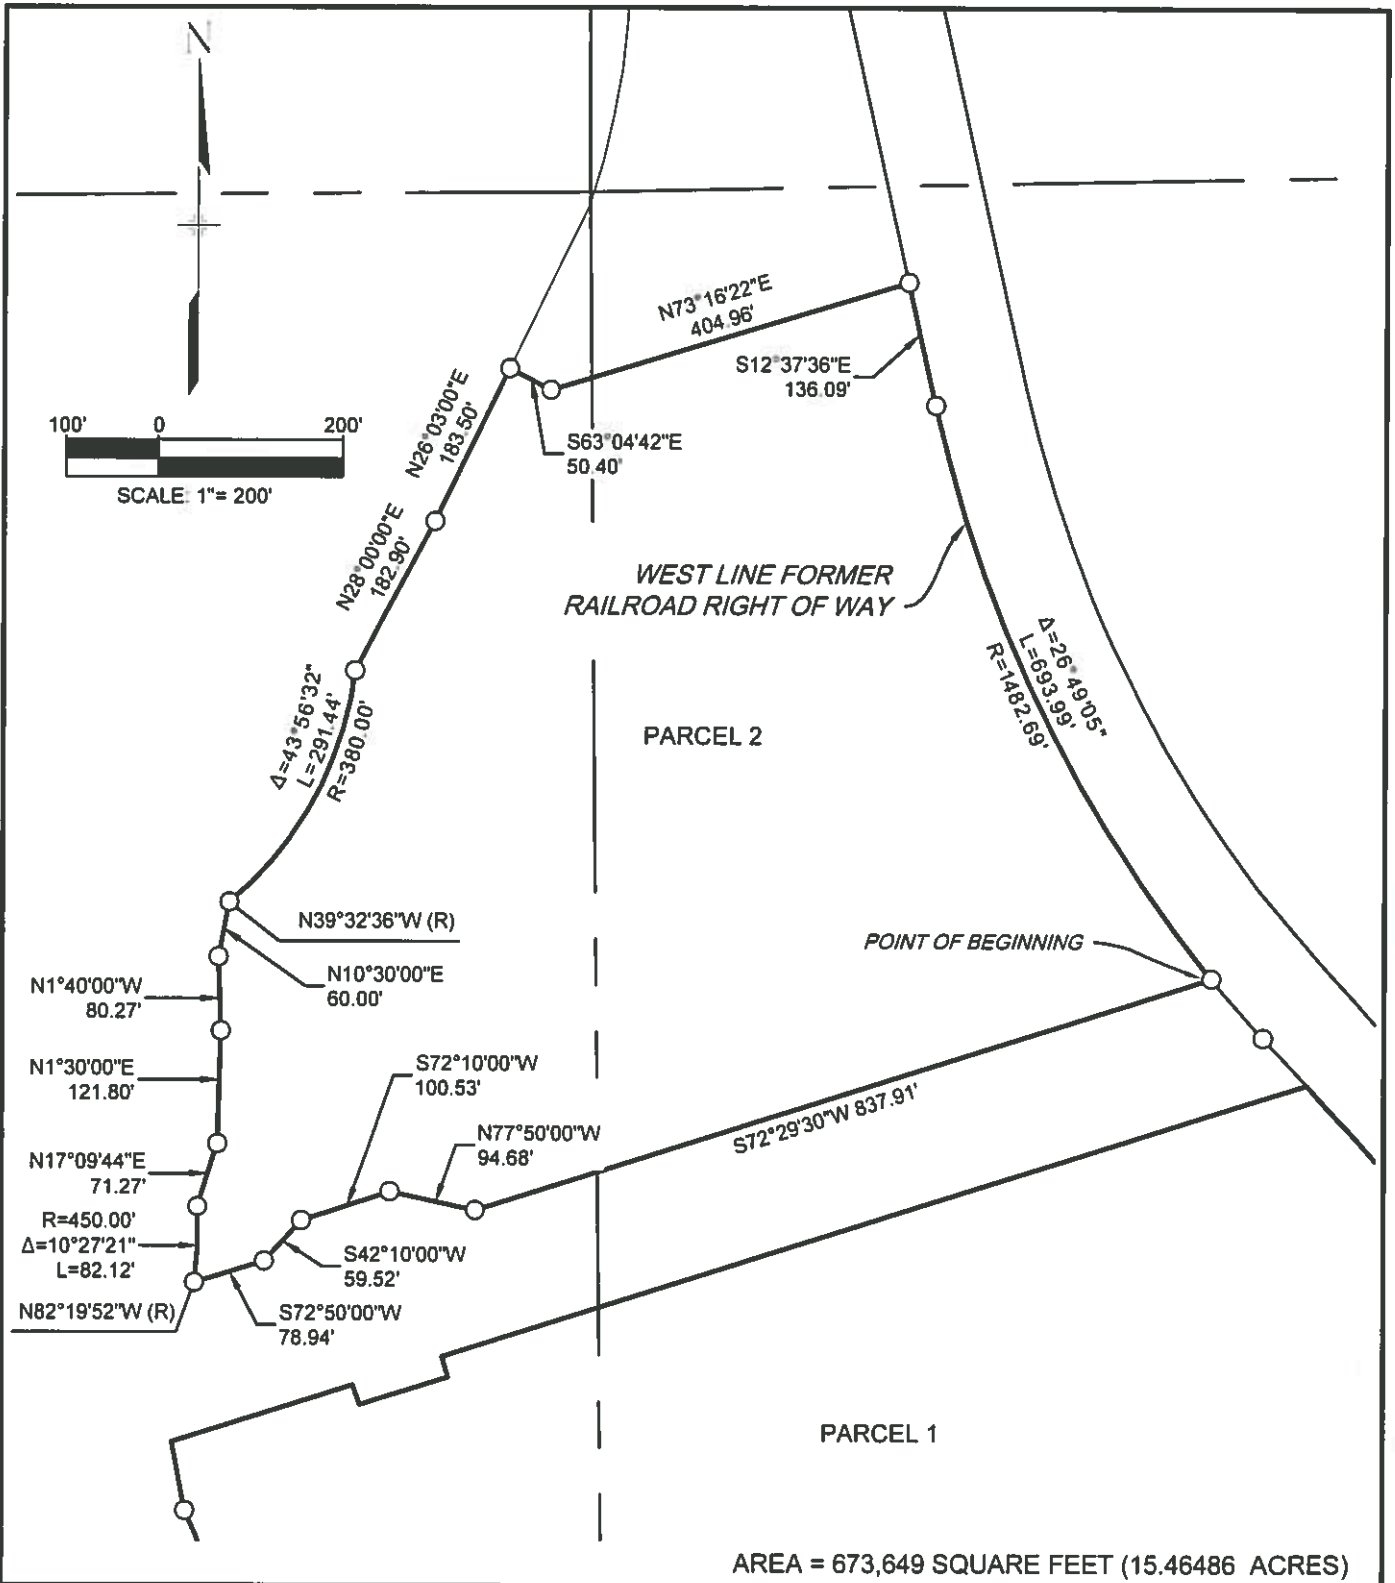 N
100' 0 200'
SCALE: 1"= 200'
N73°16'22"E
404.96'
S12°37'36"E
136.09'
N26°03'00"E
183.50'
S63°04'42"E
50.40'
N28°00'00"E
182.90'
WEST LINE FORMER
RAILROAD RIGHT OF WAY
Δ=26°49'05"
L=693.99'
R=1482.69'
Δ=43°56'32"
L=291.44'
R=380.00'
PARCEL 2
N39°32'36"W (R)
POINT OF BEGINNING
N10°30'00"E
60.00'
N1°40'00"W
80.27'
N1°30'00"E
121.80'
S72°10'00"W
100.53'
N77°50'00"W
94.68'
S72°29'30"W 837.91'
N17°09'44"E
71.27'
R=450.00'
Δ=10°27'21"
L=82.12'
S42°10'00"W
59.52'
N82°19'52"W (R)
S72°50'00"W
78.94'
PARCEL 1
AREA = 673,649 SQUARE FEET (15.46486 ACRES)